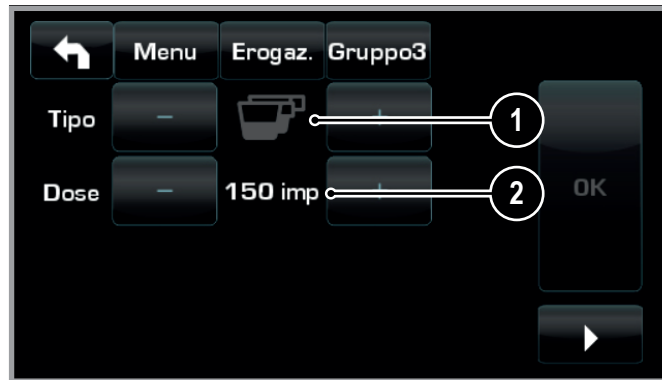 Menu Erogaz. Gruppo3
Tipo − + 1
Dose − 150 imp + 2 OK